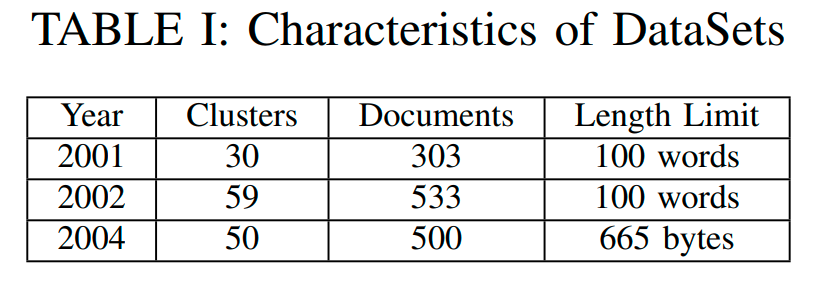 TABLE I: Characteristics of DataSets
Year Clusters Documents Length Limit
2001 30 303 100 words
2002 59 533 100 words
2004 50 500 665 bytes